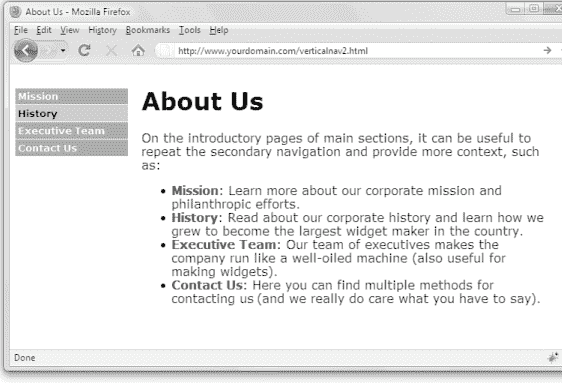 About Us - Mozilla Firefox
File Edit View History Bookmarks Tools Help
http://www.yourdomain.com/verticalnav2.html
Mission
History
Executive Team
Contact Us
About Us
On the introductory pages of main sections, it can be useful to
repeat the secondary navigation and provide more context, such
as:
• Mission: Learn more about our corporate mission and
philanthropic efforts.
• History: Read about our corporate history and learn how we
grew to become the largest widget maker in the country.
• Executive Team: Our team of executives makes the
company run like a well-oiled machine (also useful for
making widgets).
• Contact Us: Here you can find multiple methods for
contacting us (and we really do care what you have to say).
Done